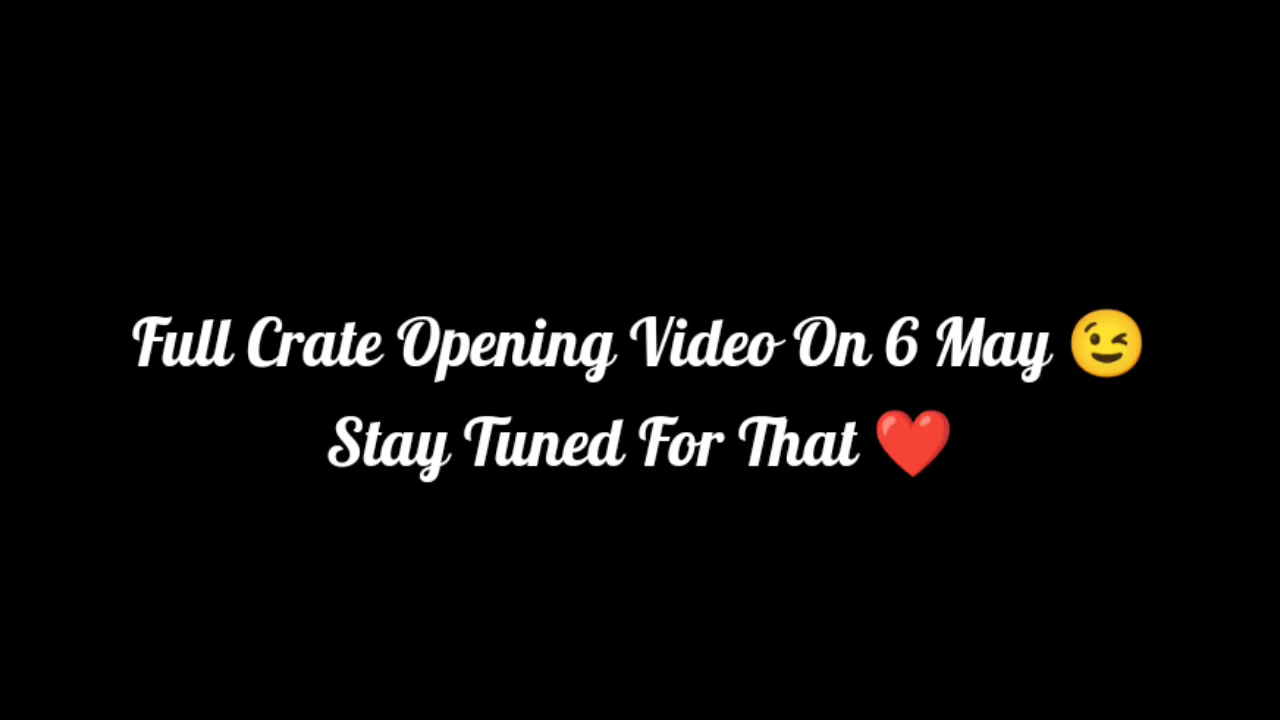 Full Crate Opening Video On 6 May 😉
Stay Tuned For That ❤️